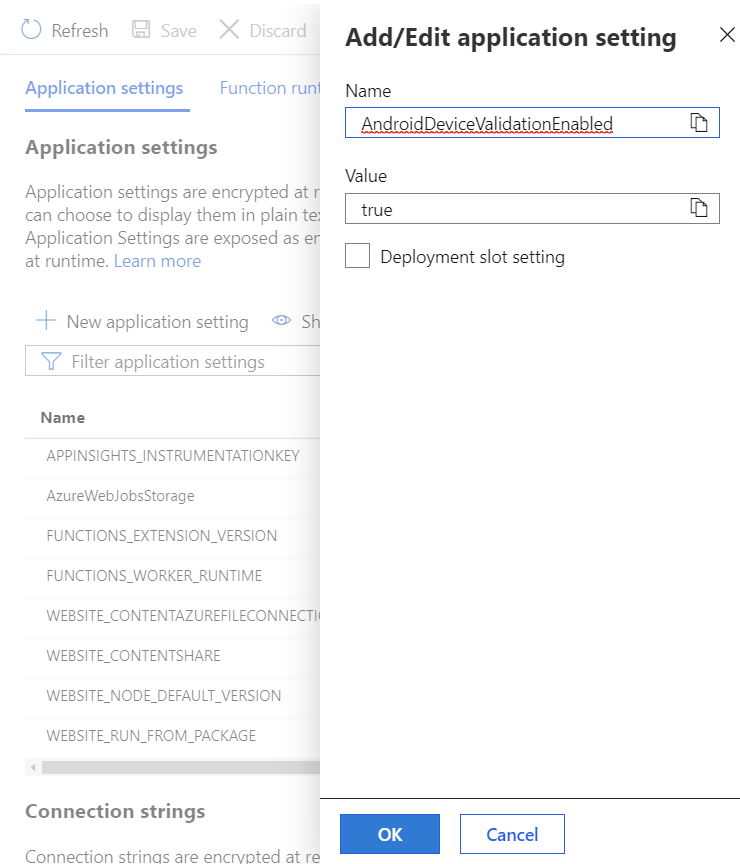 Refresh Save Discard
Application settings Function runt
Application settings
Application settings are encrypted at r
can choose to display them in plain tex
Application Settings are exposed as en
at runtime. Learn more
New application setting Sh
Filter application settings
Name
APPINSIGHTS_INSTRUMENTATIONKEY
AzureWebJobsStorage
FUNCTIONS_EXTENSION_VERSION
FUNCTIONS_WORKER_RUNTIME
WEBSITE_CONTENTAZUREFILECONNECTIO
WEBSITE_CONTENTSHARE
WEBSITE_NODE_DEFAULT_VERSION
WEBSITE_RUN_FROM_PACKAGE
Connection strings
Connection strings are encrypted at re
Add/Edit application setting
Name
AndroidDeviceValidationEnabled
Value
true
Deployment slot setting
OK Cancel